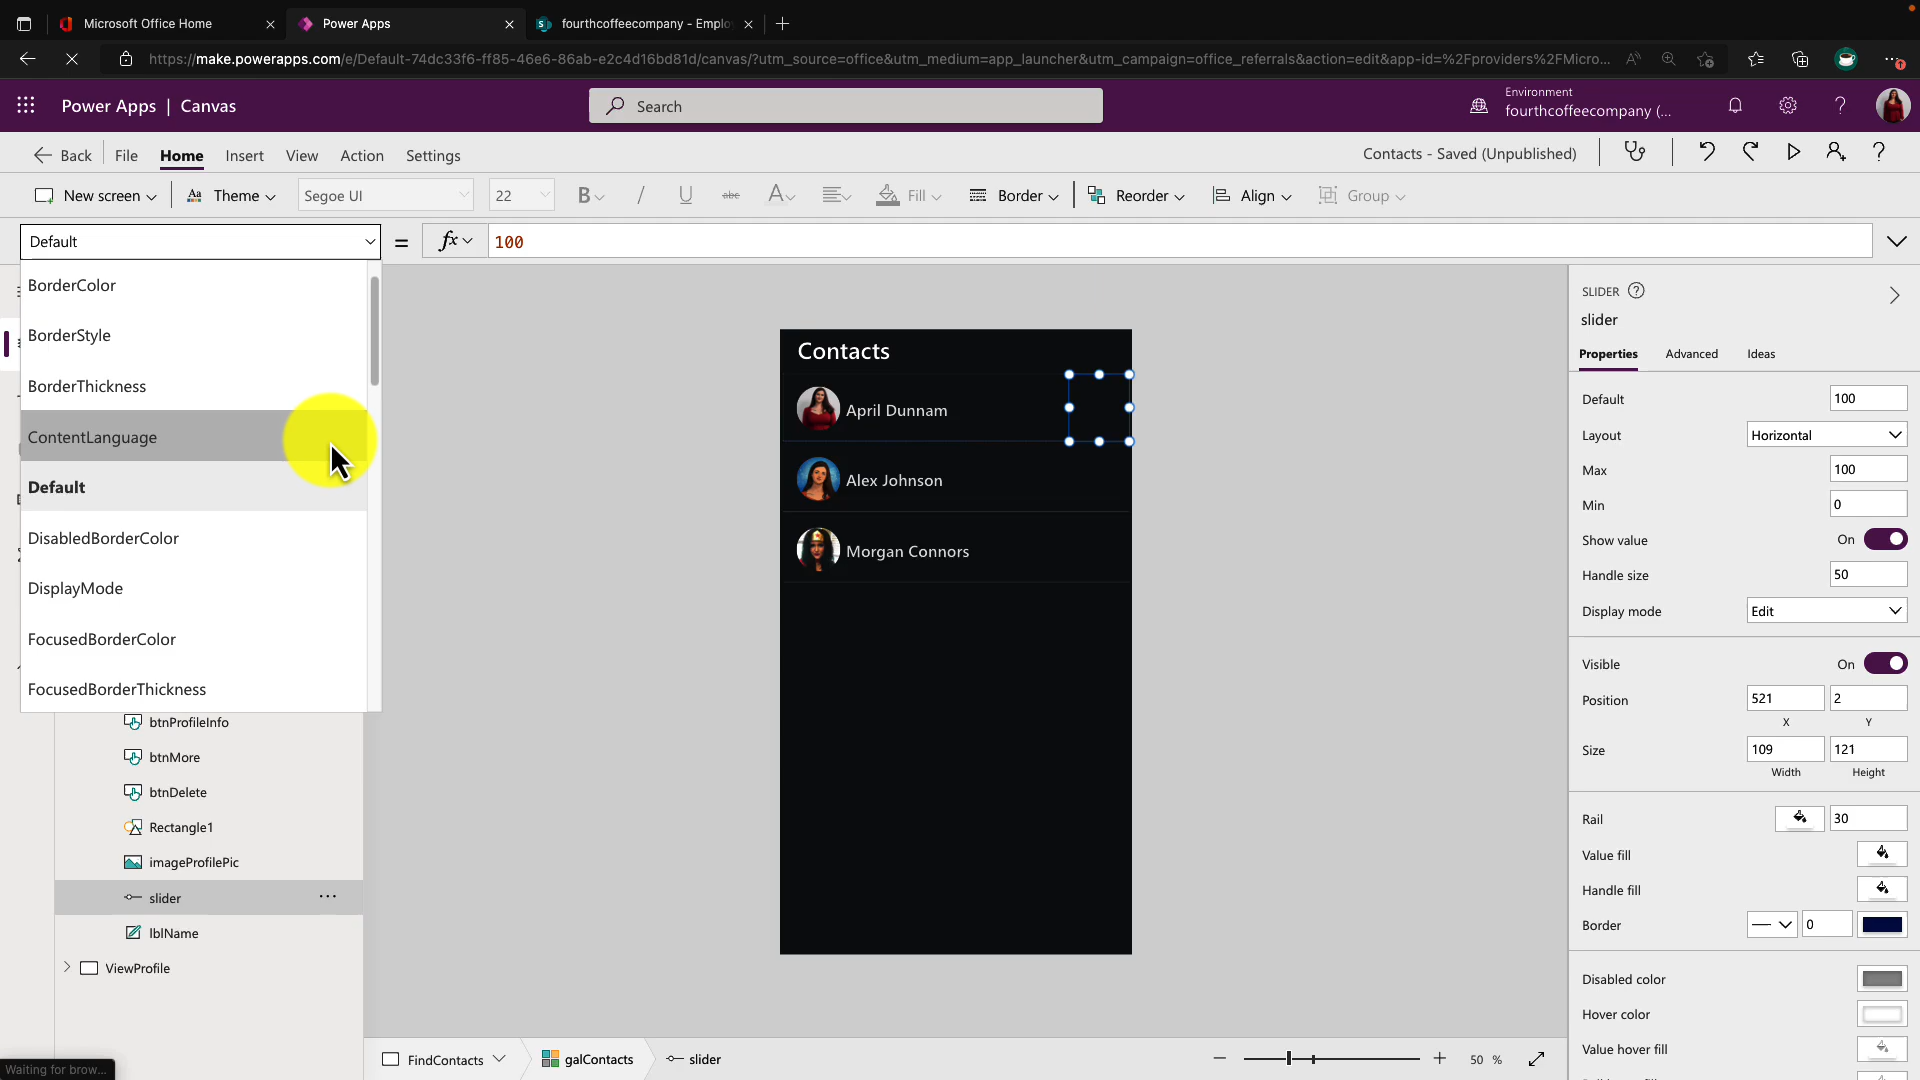 Microsoft Office Home
Power Apps
fourthcoffeecompany - Emplo
https://make.powerapps.com/e/Default-74dc33f6-ff85-46e6-86ab-e2c4d16bd81d/canvas/?utm_source=office&utm_medium=app_launcher&utm_campaign=office_referrals&action=edit&app-id=%2Fproviders%2FMicro...
Power Apps | Canvas
Search
Environment
fourthcoffeecompany (...
Back
File
Home
Insert
View
Action
Settings
Contacts - Saved (Unpublished)
New screen
Theme
Segoe UI
22
B
I
U
abc
A
Fill
Border
Reorder
Align
Group
Default
=
fx
100
BorderColor
BorderStyle
BorderThickness
ContentLanguage
Default
DisabledBorderColor
DisplayMode
FocusedBorderColor
FocusedBorderThickness
btnProfileInfo
btnMore
btnDelete
Rectangle1
imageProfilePic
slider
...
lblName
ViewProfile
Waiting for brow...
Contacts
April Dunnam
Alex Johnson
Morgan Connors
FindContacts
galContacts
slider
50 %
SLIDER
slider
Properties
Advanced
Ideas
Default
100
Layout
Horizontal
Max
100
Min
0
Show value
On
Handle size
50
Display mode
Edit
Visible
On
Position
521
2
X
Y
Size
109
121
Width
Height
Rail
30
Value fill
Handle fill
Border
0
Disabled color
Hover color
Value hover fill